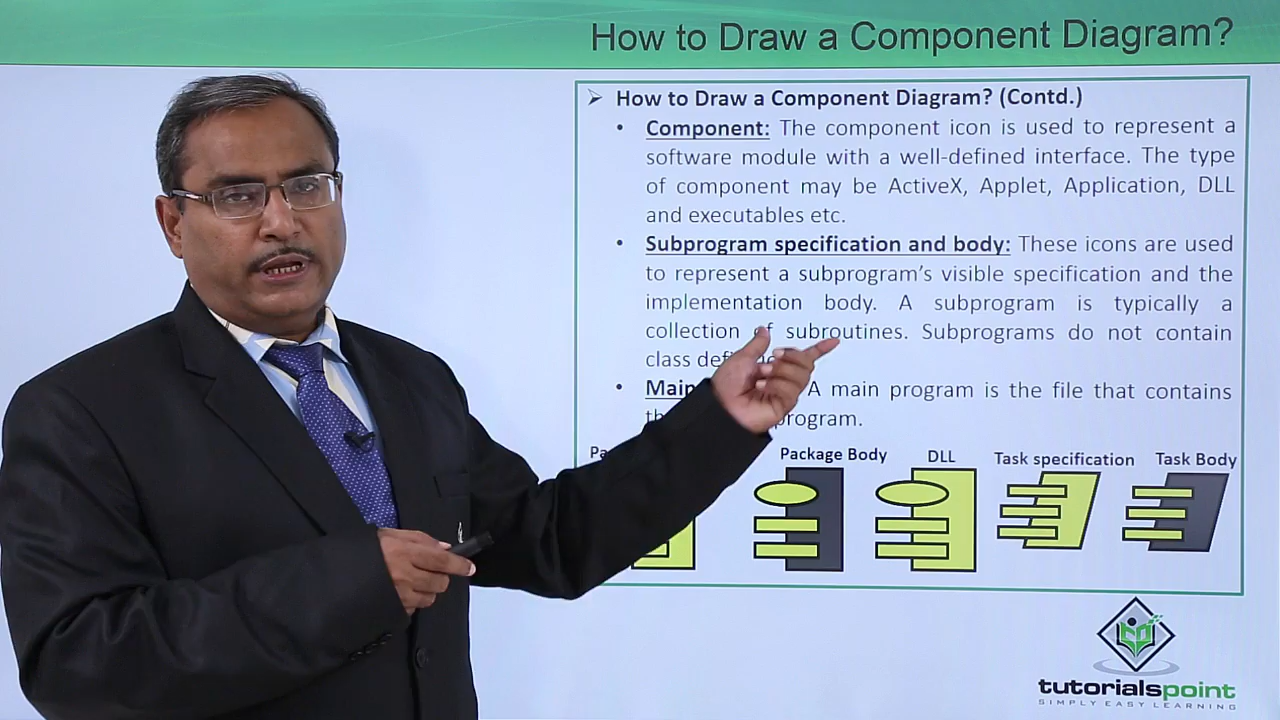 How to Draw a Component Diagram?
➤ How to Draw a Component Diagram? (Contd.)
• Component: The component icon is used to represent a
software module with a well-defined interface. The type
of component may be ActiveX, Applet, Application, DLL
and executables etc.
• Subprogram specification and body: These icons are used
to represent a subprogram's visible specification and the
implementation body. A subprogram is typically a
collection of subroutines. Subprograms do not contain
class
• Main A main program is the file that contains
program.
Package Body DLL Task specification Task Body
tutorialspoint
SIMPLY EASY LEARNING